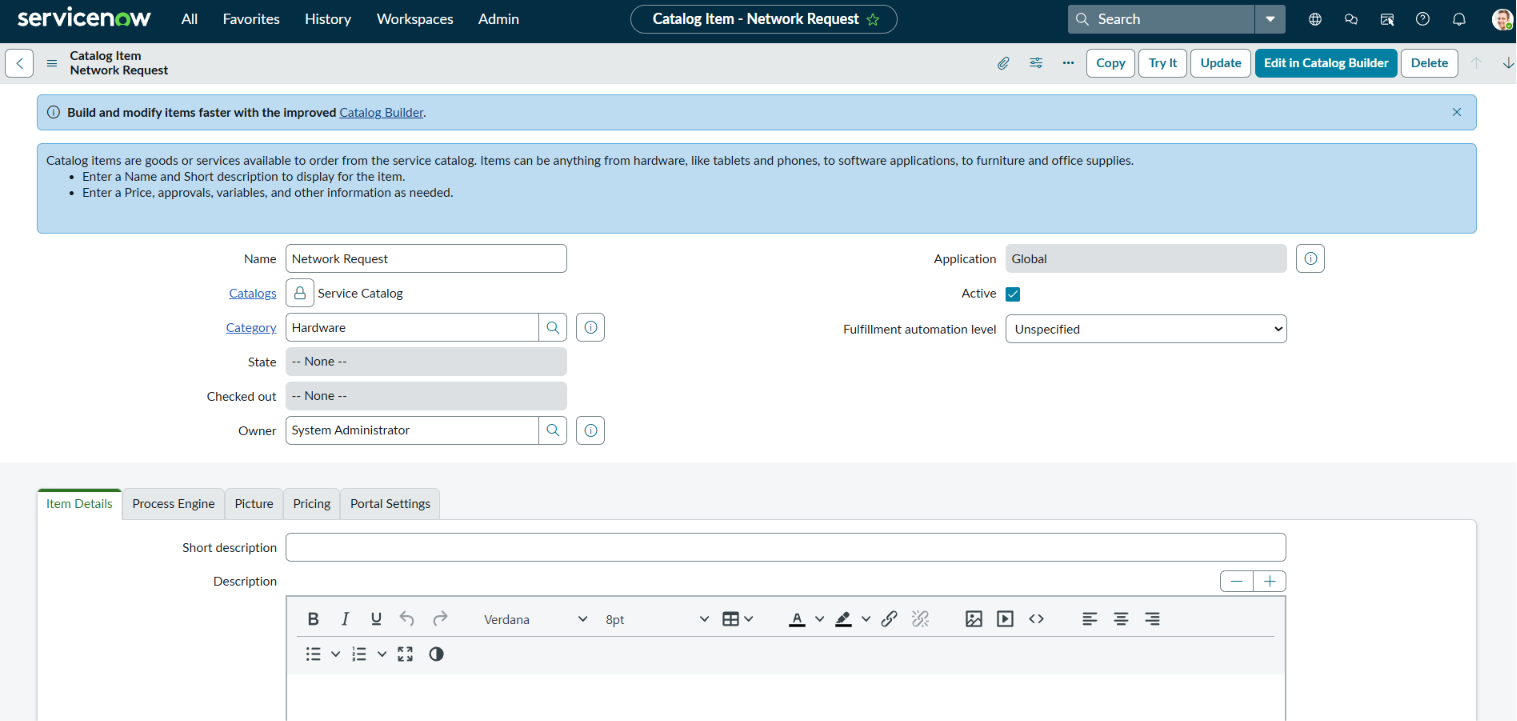 servicenow All Favorites History Workspaces Admin Catalog Item - Network Request Search
Catalog Item
Network Request
Copy Try It Update Edit in Catalog Builder Delete
Build and modify items faster with the improved Catalog Builder.
Catalog items are goods or services available to order from the service catalog. Items can be anything from hardware, like tablets and phones, to software applications, to furniture and office supplies.
• Enter a Name and Short description to display for the item.
• Enter a Price, approvals, variables, and other information as needed.
Name Network Request
Application Global
Catalogs Service Catalog
Active
Category Hardware
Fulfillment automation level Unspecified
State -- None --
Checked out -- None --
Owner System Administrator
Item Details Process Engine Picture Pricing Portal Settings
Short description
Description
B I U Verdana 8pt A